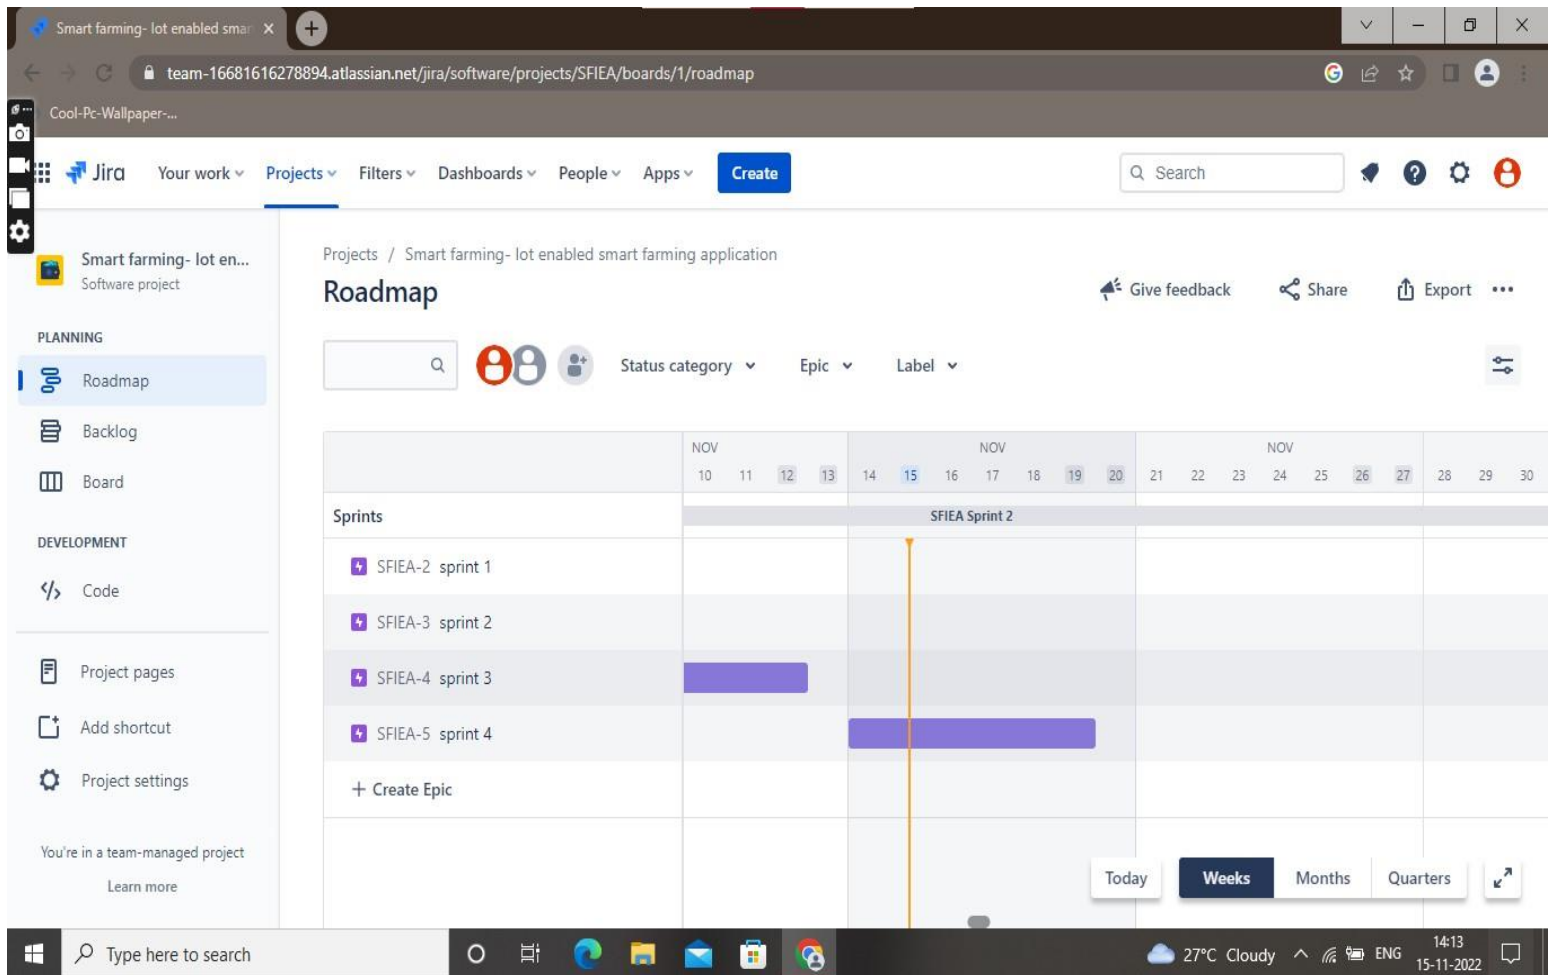 Smart farming- Iot enabled smar
team-16681616278894.atlassian.net/jira/software/projects/SFIEA/boards/1/roadmap
Cool-Pc-Wallpaper-...
Jira Your work Projects Filters Dashboards People Apps Create Search
Smart farming- Iot en...
Software project
PLANNING
Roadmap
Backlog
Board
DEVELOPMENT
Code
Project pages
Add shortcut
Project settings
You're in a team-managed project
Learn more
Projects / Smart farming- Iot enabled smart farming application
Roadmap
Give feedback Share Export
Status category Epic Label
NOV NOV NOV
10 11 12 13 14 15 16 17 18 19 20 21 22 23 24 25 26 27 28 29 30
Sprints SFIEA Sprint 2
SFIEA-2 sprint 1
SFIEA-3 sprint 2
SFIEA-4 sprint 3
SFIEA-5 sprint 4
+ Create Epic
Today Weeks Months Quarters
Type here to search
27°C Cloudy ENG
14:13
15-11-2022